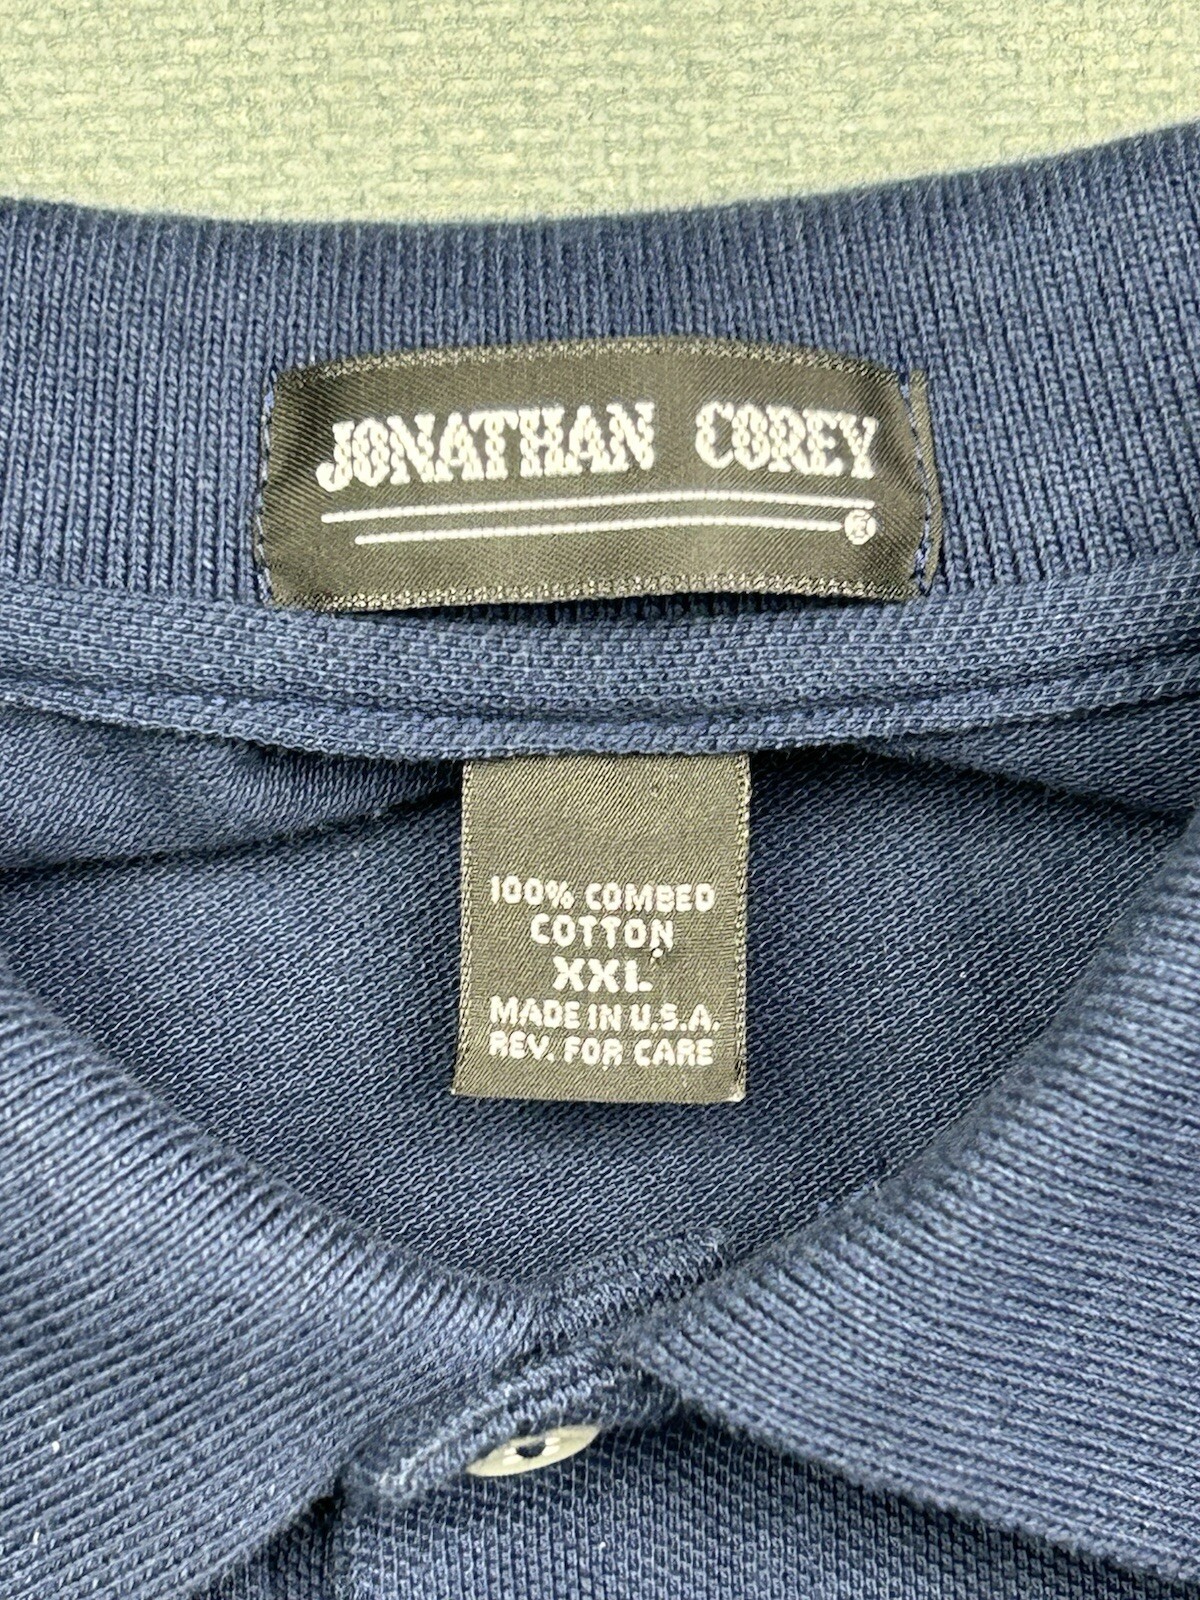 JONATHAN COREY
®
100% COMBED
COTTON
XXL
MADE IN U.S.A.
REV. FOR CARE